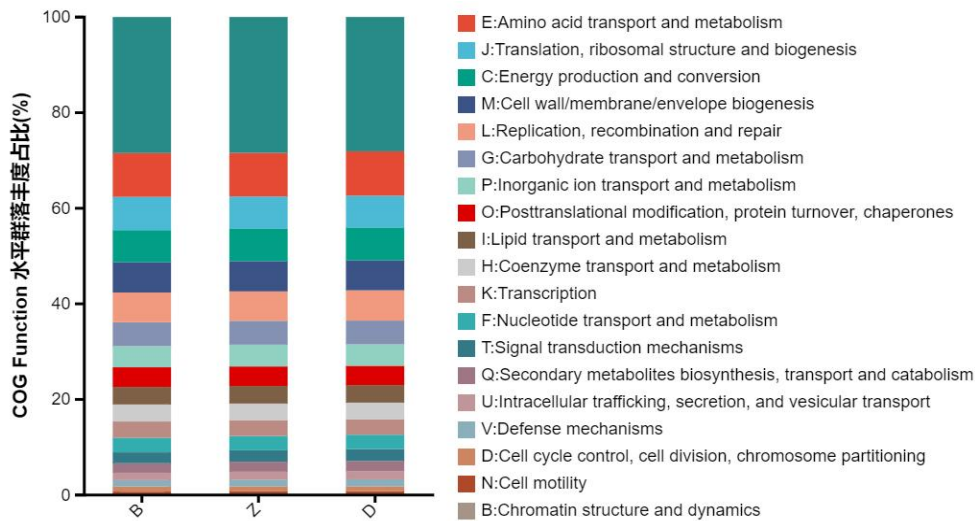 COG Function 水平群落丰度占比(%)
100
80
60
40
20
0
B
Z
D
E:Amino acid transport and metabolism
J:Translation, ribosomal structure and biogenesis
C:Energy production and conversion
M:Cell wall/membrane/envelope biogenesis
L:Replication, recombination and repair
G:Carbohydrate transport and metabolism
P:Inorganic ion transport and metabolism
O:Posttranslational modification, protein turnover, chaperones
I:Lipid transport and metabolism
H:Coenzyme transport and metabolism
K:Transcription
F:Nucleotide transport and metabolism
T:Signal transduction mechanisms
Q:Secondary metabolites biosynthesis, transport and catabolism
U:Intracellular trafficking, secretion, and vesicular transport
V:Defense mechanisms
D:Cell cycle control, cell division, chromosome partitioning
N:Cell motility
B:Chromatin structure and dynamics